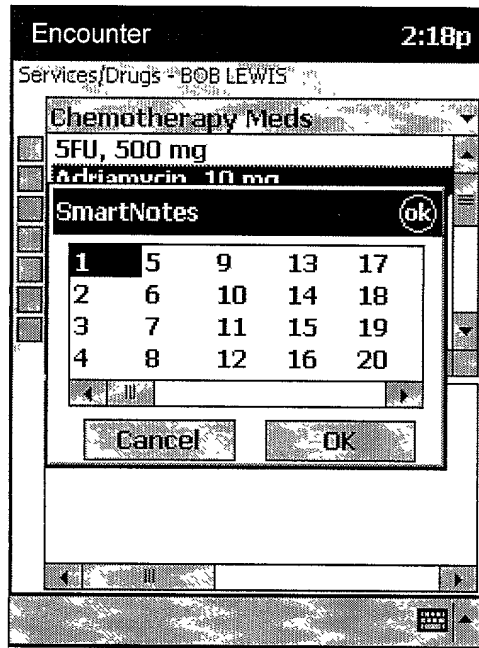 Encounter 2:18p
Services/Drugs - BOB LEWIS
Chemotherapy Meds
5FU, 500 mg
Adriamycin, 10 mg
SmartNotes ok
1 5 9 13 17
2 6 10 14 18
3 7 11 15 19
4 8 12 16 20
Cancel OK